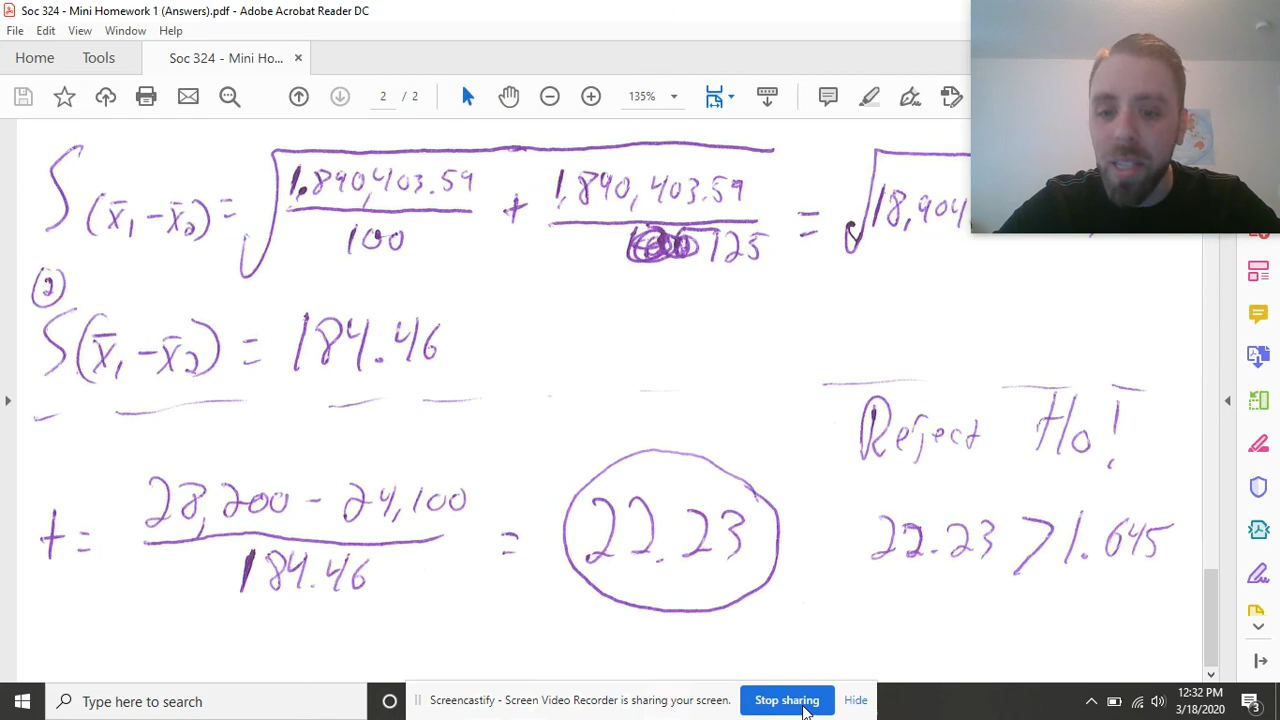 Soc 324 - Mini Homework 1 (Answers).pdf - Adobe Acrobat Reader DC
File Edit View Window Help
Home Tools Soc 324 - Mini Ho... ×
2 / 2 135%
S(x̄₁-x̄₂) = √ 1,890,403.59 / 100 + 1,890,403.59 / 125 = √18,904
②
S(x̄₁-x̄₂) = 184.46
Reject Ho!
t = 28,200 - 24,100 / 184.46 = 22.23 22.23 > 1.645
Screencastify - Screen Video Recorder is sharing your screen. Stop sharing Hide
Type here to search
12:32 PM
3/18/2020
3